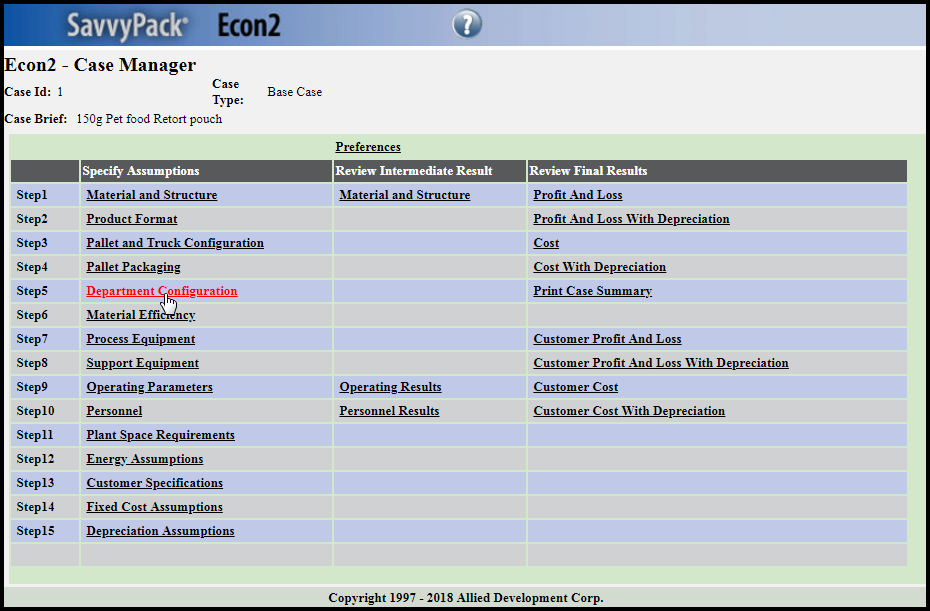 SavvyPack® Econ2 ?
Econ2 - Case Manager
Case Id: 1 Case Type: Base Case
Case Brief: 150g Pet food Retort pouch
Preferences
Specify Assumptions Review Intermediate Result Review Final Results
Step1 Material and Structure Material and Structure Profit And Loss
Step2 Product Format Profit And Loss With Depreciation
Step3 Pallet and Truck Configuration Cost
Step4 Pallet Packaging Cost With Depreciation
Step5 Department Configuration Print Case Summary
Step6 Material Efficiency
Step7 Process Equipment Customer Profit And Loss
Step8 Support Equipment Customer Profit And Loss With Depreciation
Step9 Operating Parameters Operating Results Customer Cost
Step10 Personnel Personnel Results Customer Cost With Depreciation
Step11 Plant Space Requirements
Step12 Energy Assumptions
Step13 Customer Specifications
Step14 Fixed Cost Assumptions
Step15 Depreciation Assumptions
Copyright 1997 - 2018 Allied Development Corp.